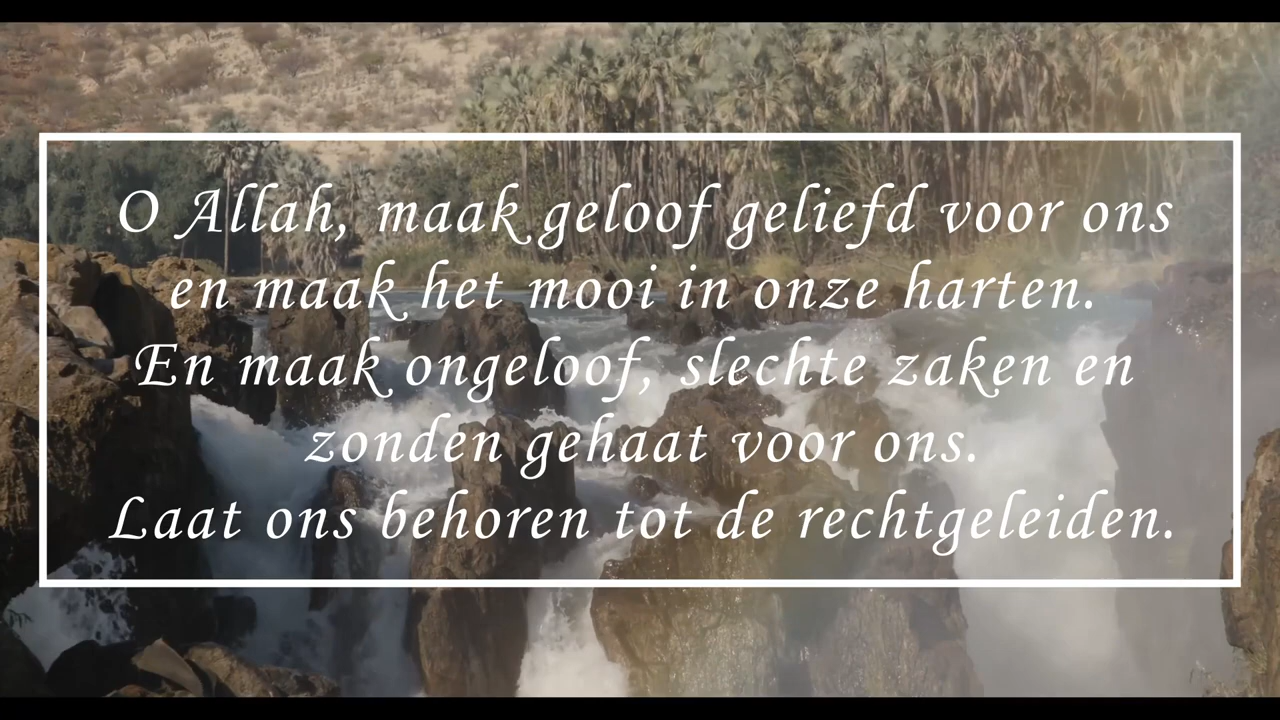 O Allah, maak geloof geliefd voor ons
en maak het mooi in onze harten.
En maak ongeloof, slechte zaken en
zonden gehaat voor ons.
Laat ons behoren tot de rechtgeleiden.